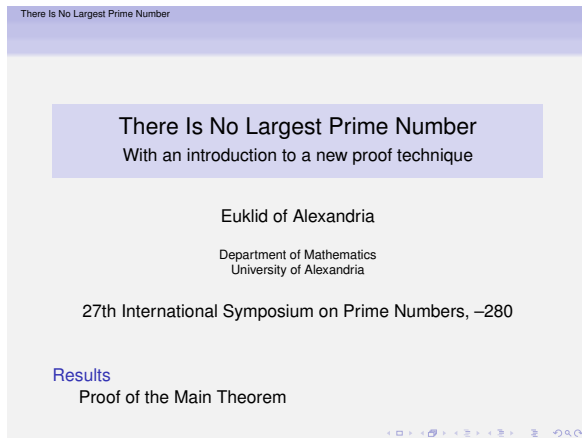 There Is No Largest Prime Number
There Is No Largest Prime Number
With an introduction to a new proof technique
Euklid of Alexandria
Department of Mathematics
University of Alexandria
27th International Symposium on Prime Numbers, –280
Results
Proof of the Main Theorem